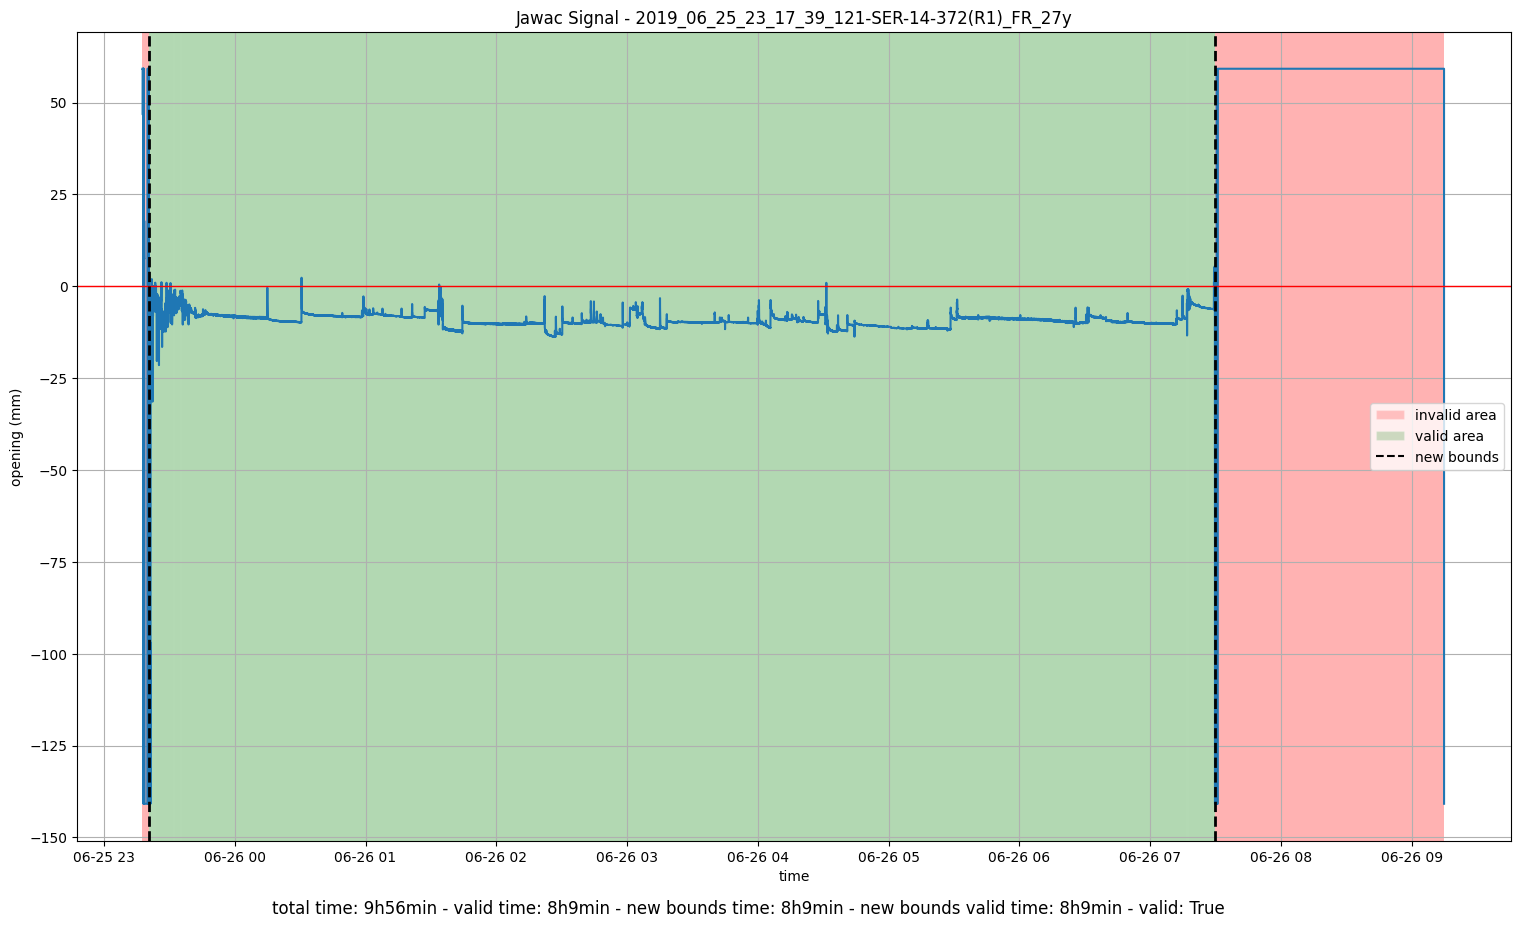 Jawac Signal - 2019_06_25_23_17_39_121-SER-14-372(R1)_FR_27y
opening (mm)
50
25
0
−25
−50
−75
−100
−125
−150
invalid area
valid area
new bounds
06-25 23 06-26 00 06-26 01 06-26 02 06-26 03 06-26 04 06-26 05 06-26 06 06-26 07 06-26 08 06-26 09
time
total time: 9h56min - valid time: 8h9min - new bounds time: 8h9min - new bounds valid time: 8h9min - valid: True